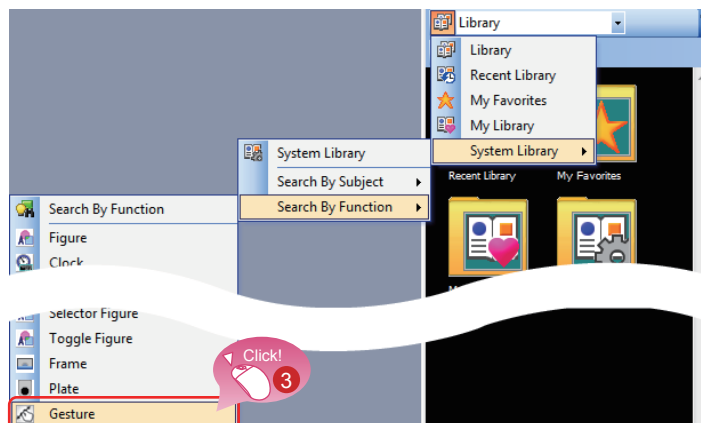 Library
Library
Recent Library
My Favorites
My Library
System Library
Recent Library My Favorites
System Library
Search By Subject
Search By Function
Search By Function
Figure
Clock
Selector Figure
Toggle Figure
Frame
Plate
Gesture
Click!
3